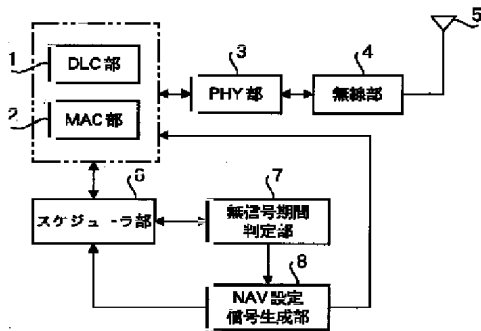 1
DLC部
2
MAC部
3
PHY部
4
無線部
5
6
スケジューラ部
7
無信号期間
判定部
8
NAV設定
信号生成部